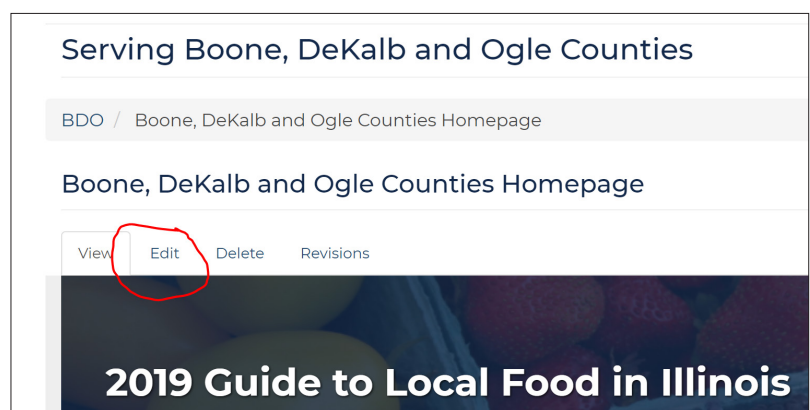 Serving Boone, DeKalb and Ogle Counties
BDO / Boone, DeKalb and Ogle Counties Homepage
Boone, DeKalb and Ogle Counties Homepage
View Edit Delete Revisions
2019 Guide to Local Food in Illinois